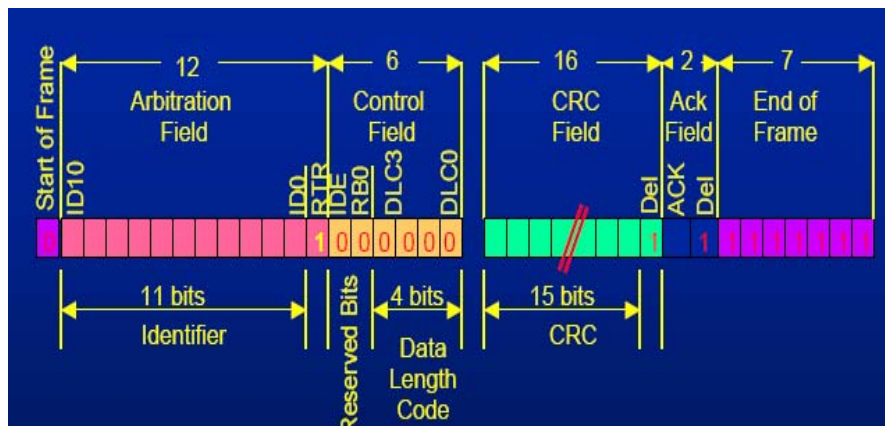 Start of Frame
12
Arbitration
Field
6
Control
Field
16
CRC
Field
2
Ack
Field
7
End of
Frame
ID10
ID0
RTR
IDE
RB0
DLC3
DLC0
Del
ACK
Del
0
1 0 0 0 0 0 0
1
1
1 1 1 1 1 1 1
11 bits
Identifier
Reserved Bits
4 bits
Data
Length
Code
15 bits
CRC